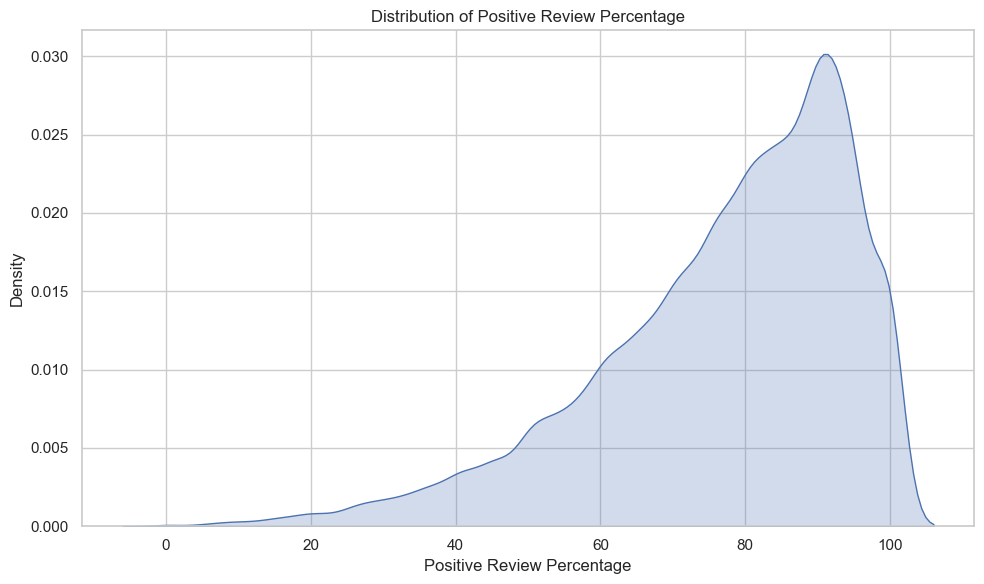 Distribution of Positive Review Percentage
0.030
0.025
0.020
0.015
0.010
0.005
0.000
Density
0 20 40 60 80 100
Positive Review Percentage